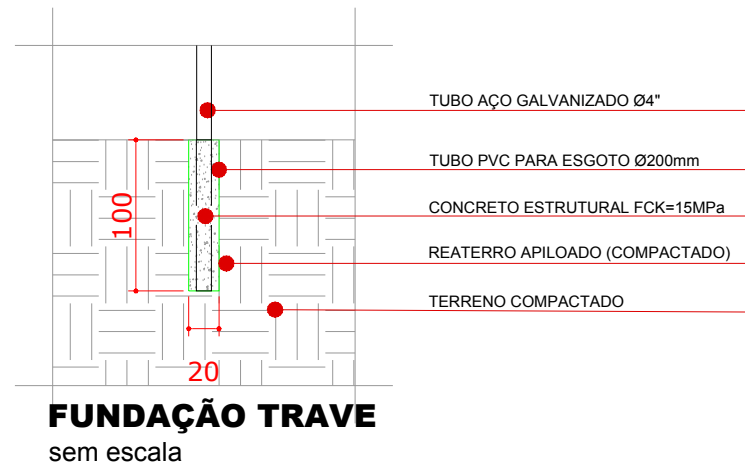 TUBO AÇO GALVANIZADO Ø4"
TUBO PVC PARA ESGOTO Ø200mm
CONCRETO ESTRUTURAL FCK=15MPa
REATERRO APILOADO (COMPACTADO)
TERRENO COMPACTADO
100
20
FUNDAÇÃO TRAVE
sem escala